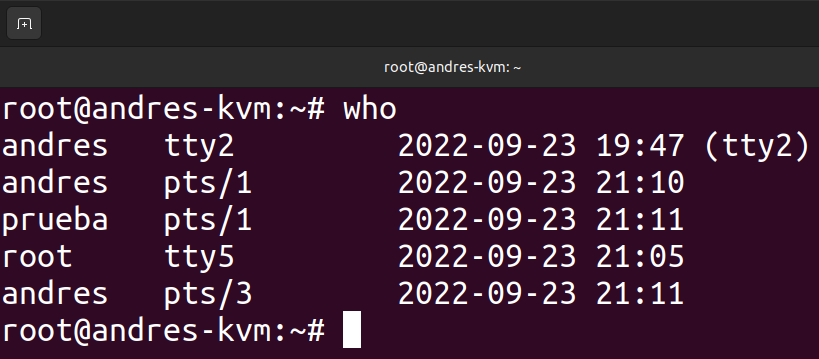 root@andres-kvm: ~
root@andres-kvm:~# who
andres   tty2         2022-09-23 19:47 (tty2)
andres   pts/1        2022-09-23 21:10
prueba   pts/1        2022-09-23 21:11
root     tty5         2022-09-23 21:05
andres   pts/3        2022-09-23 21:11
root@andres-kvm:~#